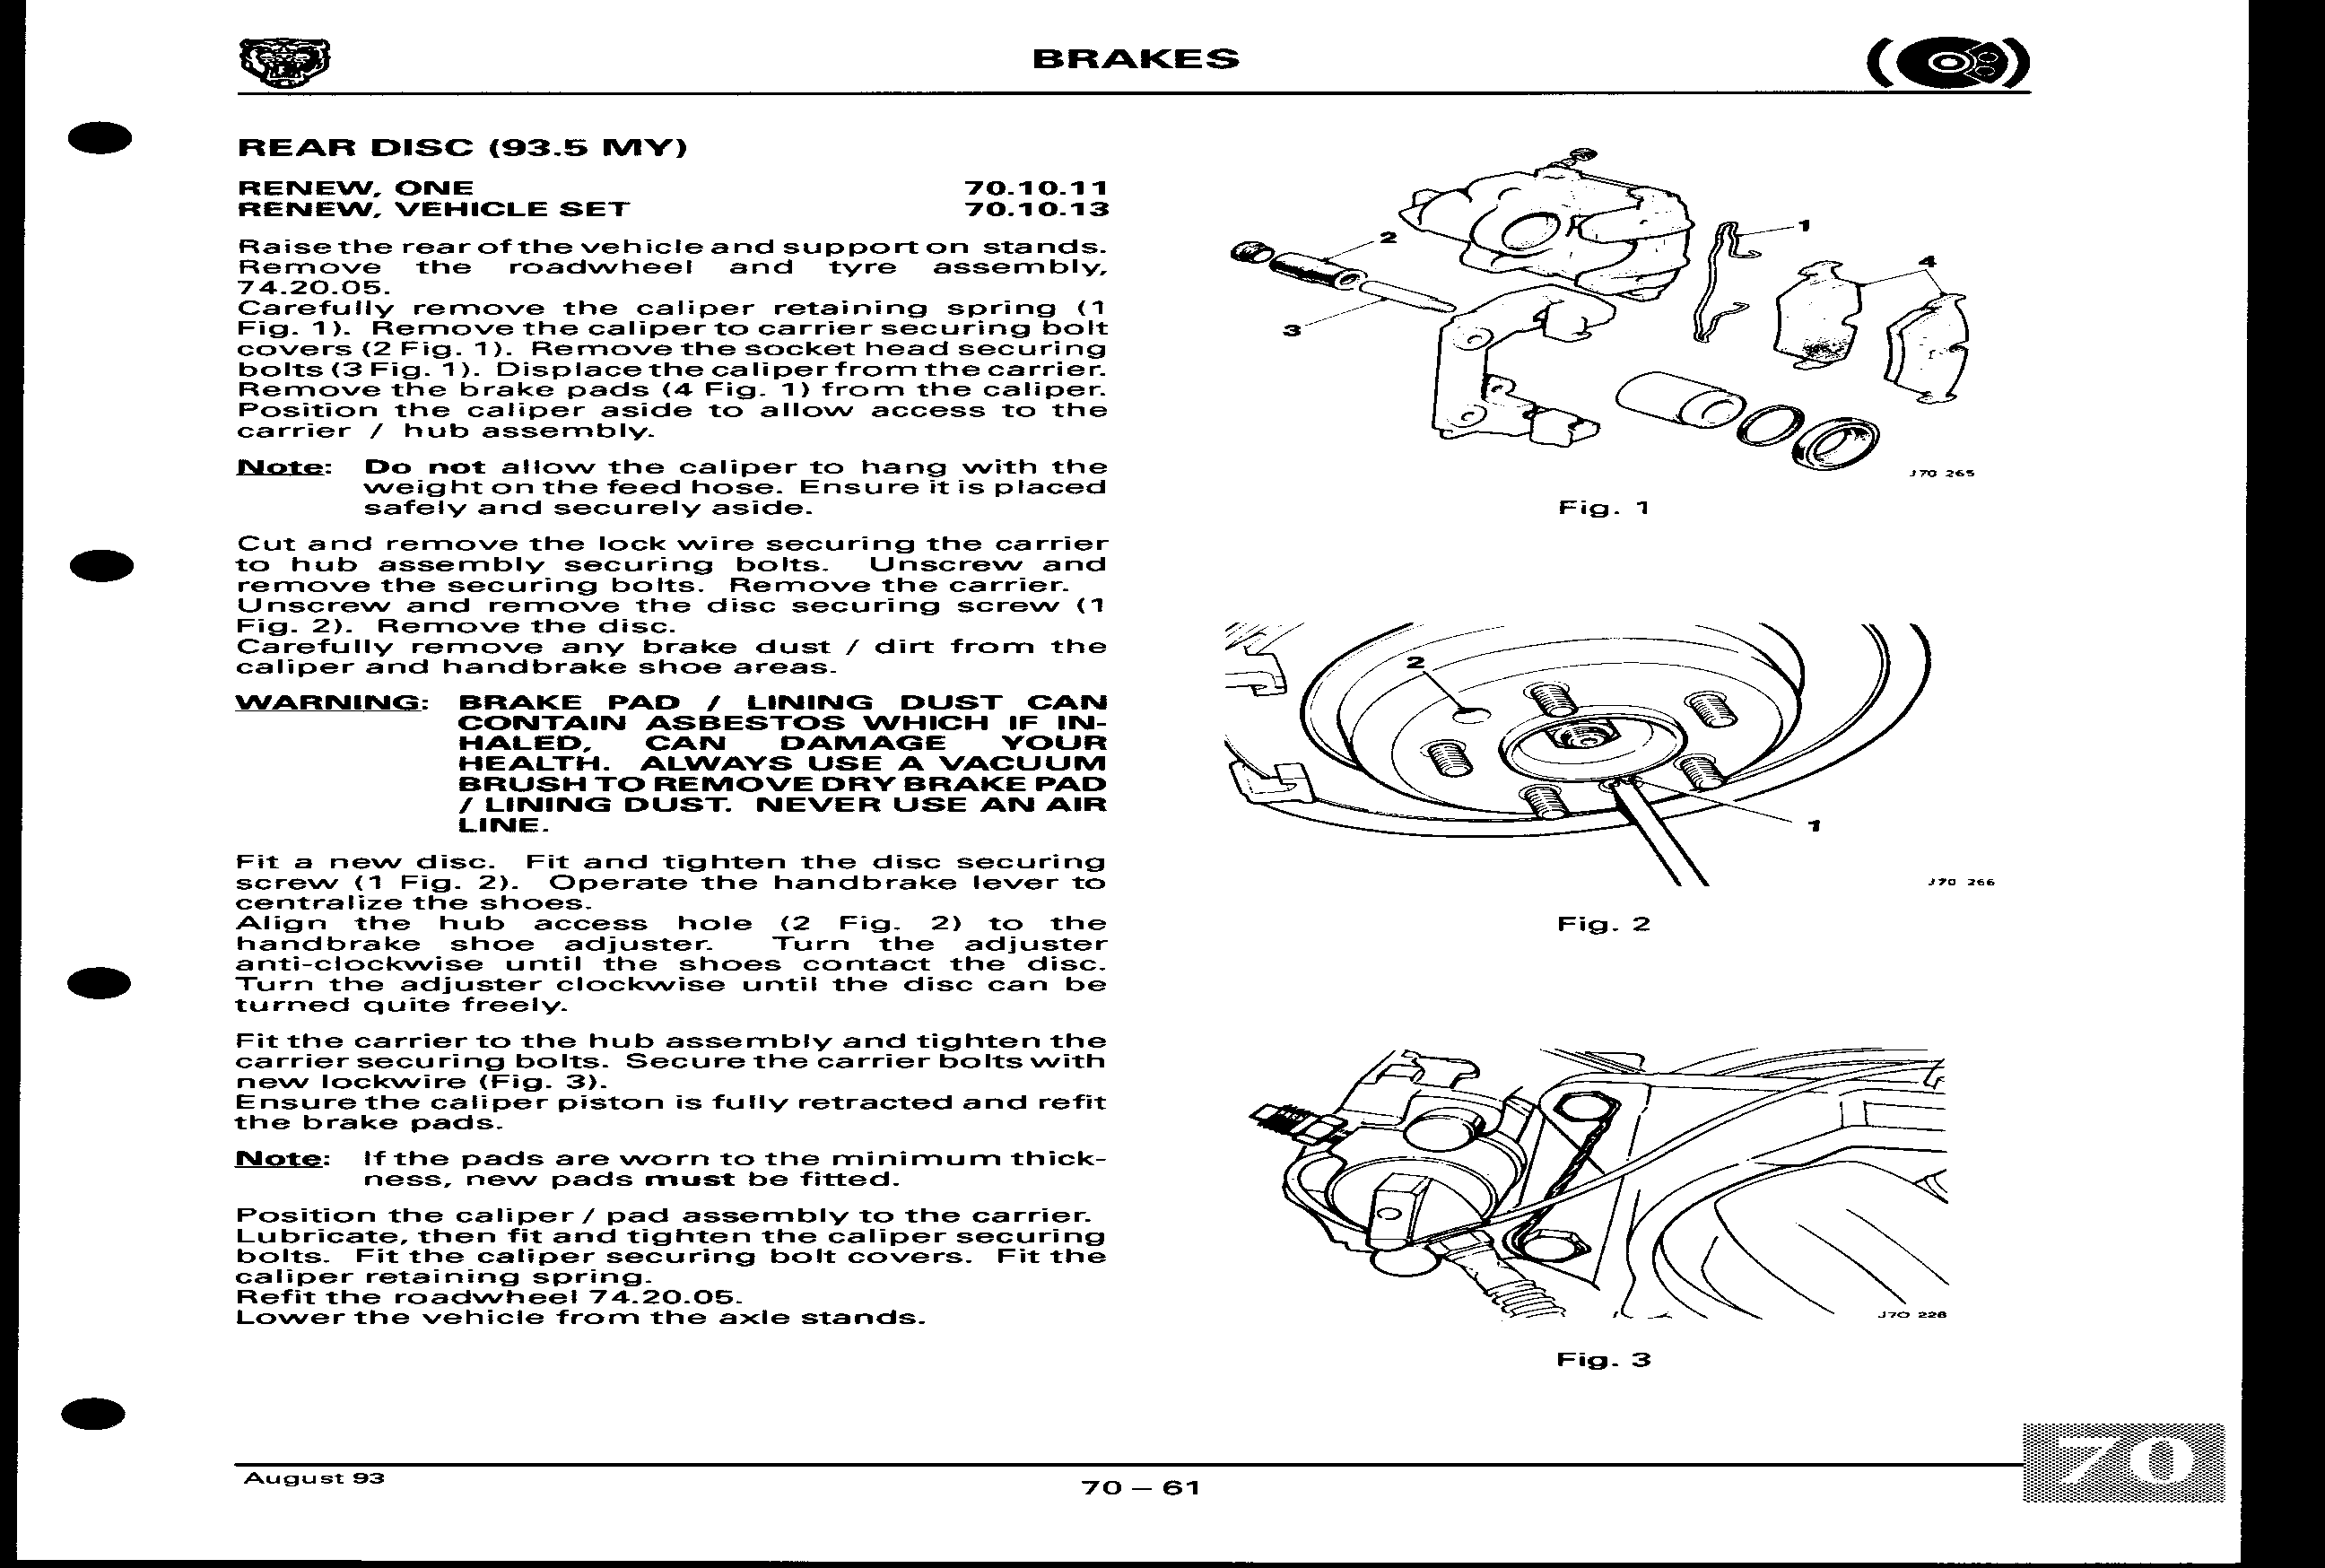 BRAKES
REAR DISC (93.5 MY)
RENEW, ONE 70.10.11
RENEW, VEHICLE SET 70.10.13
Raise the rear of the vehicle and support on stands.
Remove the roadwheel and tyre assembly,
74.20.05.
Carefully remove the caliper retaining spring (1
Fig. 1). Remove the caliper to carrier securing bolt
covers (2 Fig. 1). Remove the socket head securing
bolts (3 Fig. 1). Displace the caliper from the carrier.
Remove the brake pads (4 Fig. 1) from the caliper.
Position the caliper aside to allow access to the
carrier / hub assembly.
Note: Do not allow the caliper to hang with the
weight on the feed hose. Ensure it is placed
safely and securely aside.
Cut and remove the lock wire securing the carrier
to hub assembly securing bolts. Unscrew and
remove the securing bolts. Remove the carrier.
Unscrew and remove the disc securing screw (1
Fig. 2). Remove the disc.
Carefully remove any brake dust / dirt from the
caliper and handbrake shoe areas.
WARNING: BRAKE PAD / LINING DUST CAN
CONTAIN ASBESTOS WHICH IF IN-
HALED, CAN DAMAGE YOUR
HEALTH. ALWAYS USE A VACUUM
BRUSH TO REMOVE DRY BRAKE PAD
/ LINING DUST. NEVER USE AN AIR
LINE.
Fit a new disc. Fit and tighten the disc securing
screw (1 Fig. 2). Operate the handbrake lever to
centralize the shoes.
Align the hub access hole (2 Fig. 2) to the
handbrake shoe adjuster. Turn the adjuster
anti-clockwise until the shoes contact the disc.
Turn the adjuster clockwise until the disc can be
turned quite freely.
Fit the carrier to the hub assembly and tighten the
carrier securing bolts. Secure the carrier bolts with
new lockwire (Fig. 3).
Ensure the caliper piston is fully retracted and refit
the brake pads.
Note: If the pads are worn to the minimum thick-
ness, new pads must be fitted.
Position the caliper / pad assembly to the carrier.
Lubricate, then fit and tighten the caliper securing
bolts. Fit the caliper securing bolt covers. Fit the
caliper retaining spring.
Refit the roadwheel 74.20.05.
Lower the vehicle from the axle stands.
1
2
3
4
J70 265
Fig. 1
2
1
J70 266
Fig. 2
J70 228
Fig. 3
August 93
70 – 61
70